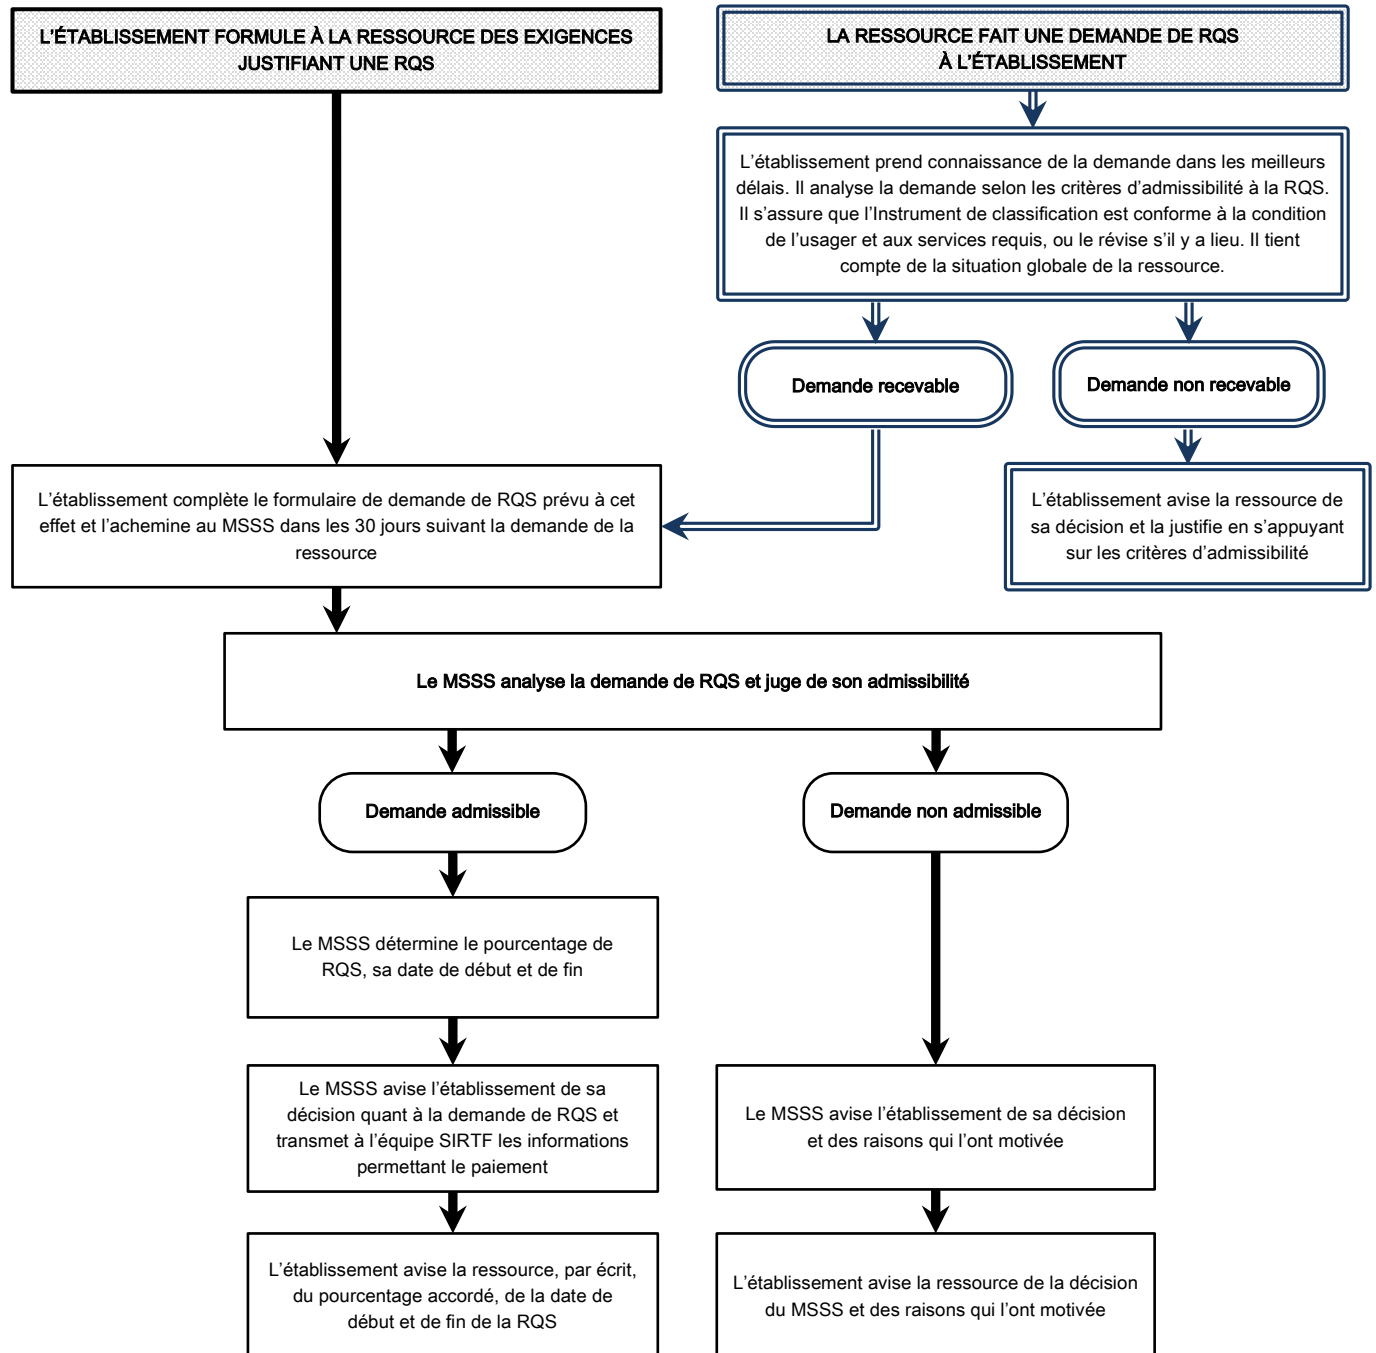 L'ÉTABLISSEMENT FORMULE À LA RESSOURCE DES EXIGENCES
JUSTIFIANT UNE RQS
LA RESSOURCE FAIT UNE DEMANDE DE RQS
À L'ÉTABLISSEMENT
L'établissement prend connaissance de la demande dans les meilleurs
délais. Il analyse la demande selon les critères d'admissibilité à la RQS.
Il s'assure que l'Instrument de classification est conforme à la condition
de l'usager et aux services requis, ou le révise s'il y a lieu. Il tient
compte de la situation globale de la ressource.
Demande recevable
Demande non recevable
L'établissement complète le formulaire de demande de RQS prévu à cet
effet et l'achemine au MSSS dans les 30 jours suivant la demande de la
ressource
L'établissement avise la ressource de
sa décision et la justifie en s'appuyant
sur les critères d'admissibilité
Le MSSS analyse la demande de RQS et juge de son admissibilité
Demande admissible
Demande non admissible
Le MSSS détermine le pourcentage de
RQS, sa date de début et de fin
Le MSSS avise l'établissement de sa
décision quant à la demande de RQS et
transmet à l'équipe SIRTF les informations
permettant le paiement
Le MSSS avise l'établissement de sa décision
et des raisons qui l'ont motivée
L'établissement avise la ressource, par écrit,
du pourcentage accordé, de la date de
début et de fin de la RQS
L'établissement avise la ressource de la décision
du MSSS et des raisons qui l'ont motivée